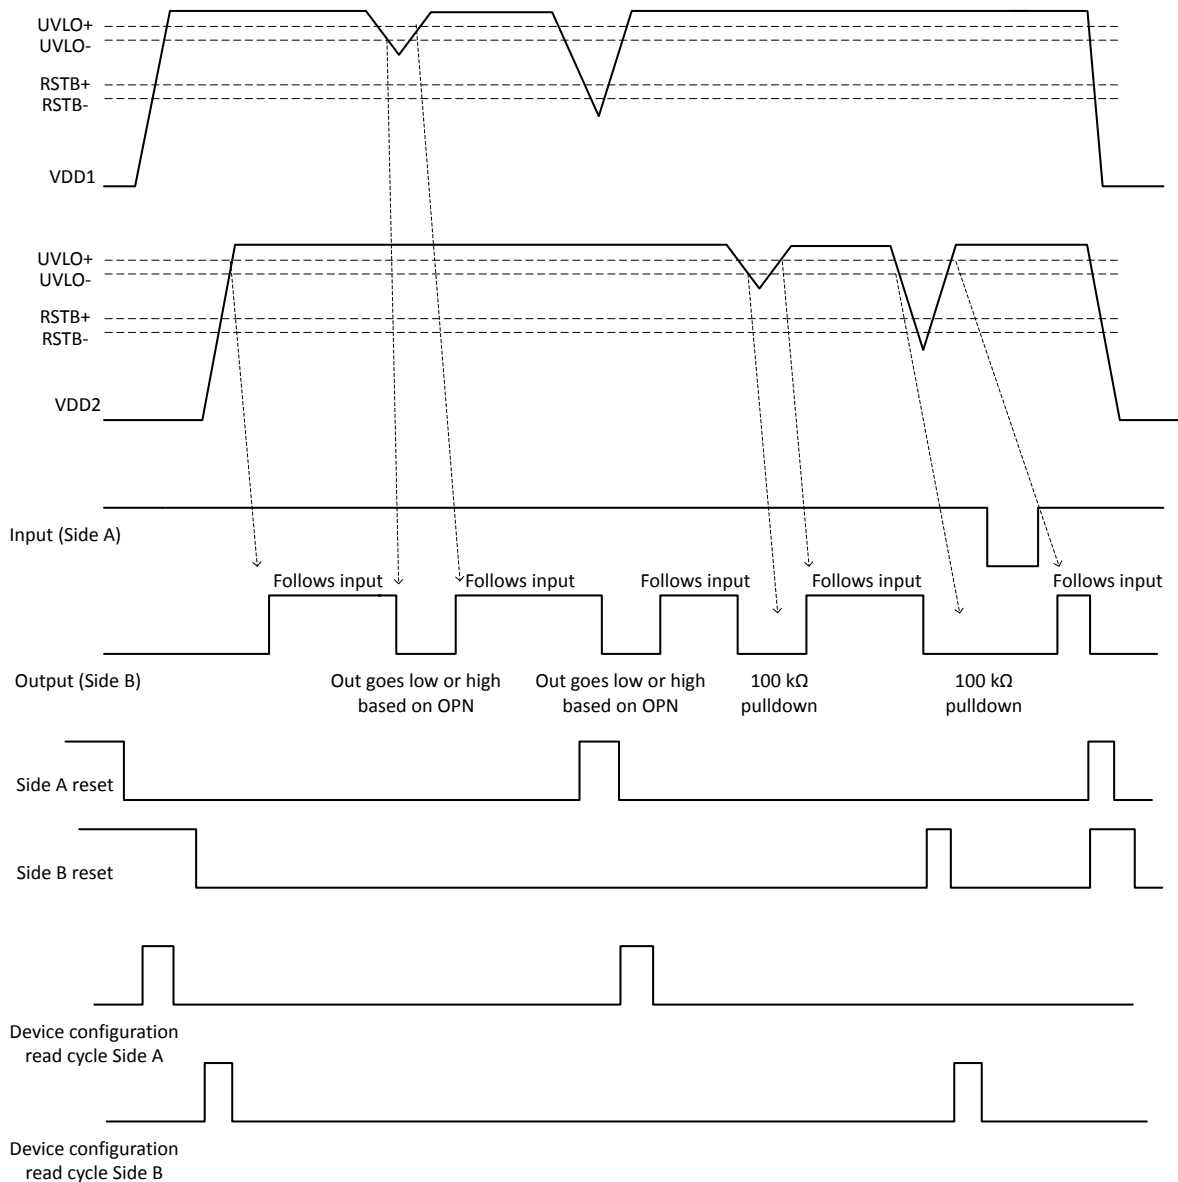 UVLO+
UVLO-
RSTB+
RSTB-
VDD1
UVLO+
UVLO-
RSTB+
RSTB-
VDD2
Input (Side A)
Follows input
Follows input
Follows input
Follows input
Follows input
Output (Side B)
Out goes low or high
based on OPN
Out goes low or high
based on OPN
100 kΩ
pulldown
100 kΩ
pulldown
Side A reset
Side B reset
Device configuration
read cycle Side A
Device configuration
read cycle Side B